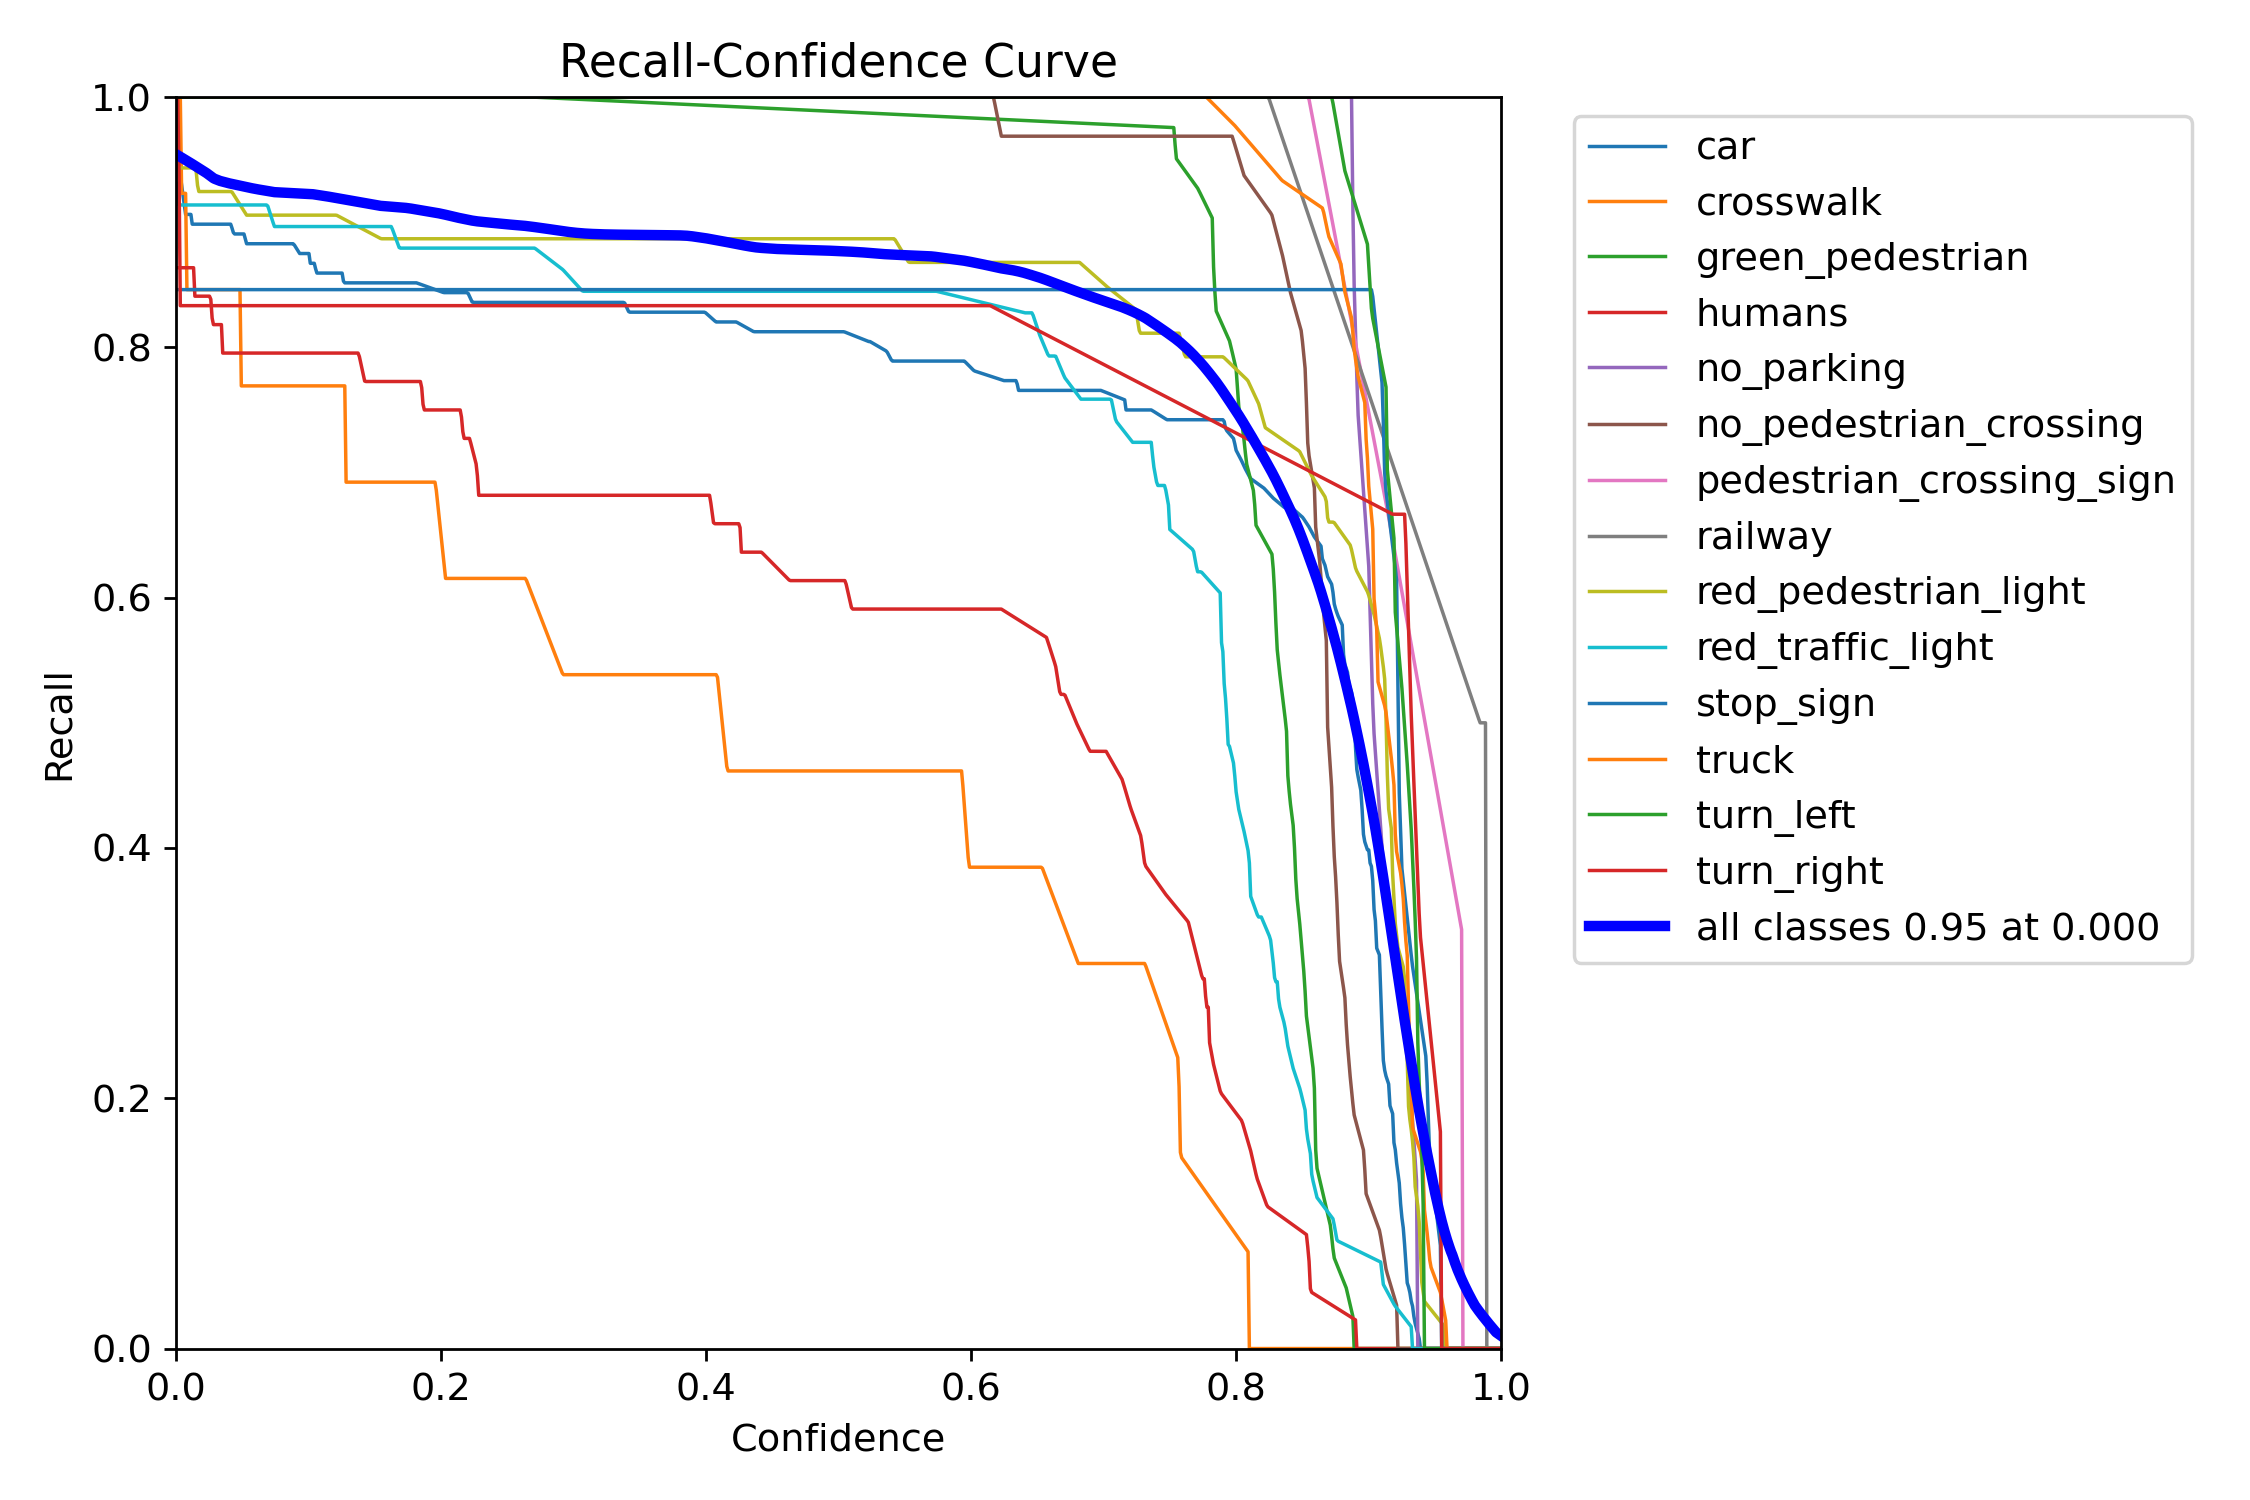 Recall-Confidence Curve
1.0
0.8
0.6
0.4
0.2
0.0
Recall
0.0 0.2 0.4 0.6 0.8 1.0
Confidence
car
crosswalk
green_pedestrian
humans
no_parking
no_pedestrian_crossing
pedestrian_crossing_sign
railway
red_pedestrian_light
red_traffic_light
stop_sign
truck
turn_left
turn_right
all classes 0.95 at 0.000